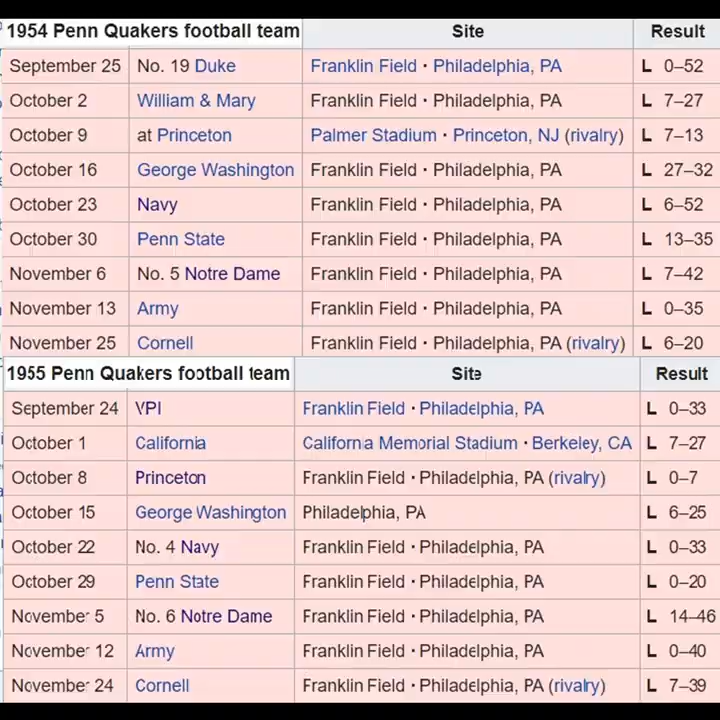 1954 Penn Quakers football team Site Result
September 25 No. 19 Duke Franklin Field · Philadelphia, PA L 0–52
October 2 William & Mary Franklin Field · Philadelphia, PA L 7–27
October 9 at Princeton Palmer Stadium · Princeton, NJ (rivalry) L 7–13
October 16 George Washington Franklin Field · Philadelphia, PA L 27–32
October 23 Navy Franklin Field · Philadelphia, PA L 6–52
October 30 Penn State Franklin Field · Philadelphia, PA L 13–35
November 6 No. 5 Notre Dame Franklin Field · Philadelphia, PA L 7–42
November 13 Army Franklin Field · Philadelphia, PA L 0–35
November 25 Cornell Franklin Field · Philadelphia, PA (rivalry) L 6–20
1955 Penn Quakers football team Site Result
September 24 VPI Franklin Field · Philadelphia, PA L 0–33
October 1 California California Memorial Stadium · Berkeley, CA L 7–27
October 8 Princeton Franklin Field · Philadelphia, PA (rivalry) L 0–7
October 15 George Washington Philadelphia, PA L 6–25
October 22 No. 4 Navy Franklin Field · Philadelphia, PA L 0–33
October 29 Penn State Franklin Field · Philadelphia, PA L 0–20
November 5 No. 6 Notre Dame Franklin Field · Philadelphia, PA L 14–46
November 12 Army Franklin Field · Philadelphia, PA L 0–40
November 24 Cornell Franklin Field · Philadelphia, PA (rivalry) L 7–39